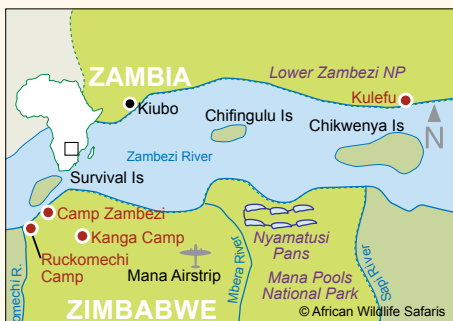 ZAMBIA
Lower Zambezi NP
Kiubo
Kulefu
Chifingulu Is
Chikwenya Is
N
Zambezi River
Survival Is
Camp Zambezi
Kanga Camp
Ruckomechi
Camp
Mana Airstrip
Nyamatusi
Pans
Mbera River
Mana Pools
National Park
Sapi River
omechi R.
ZIMBABWE
© African Wildlife Safaris